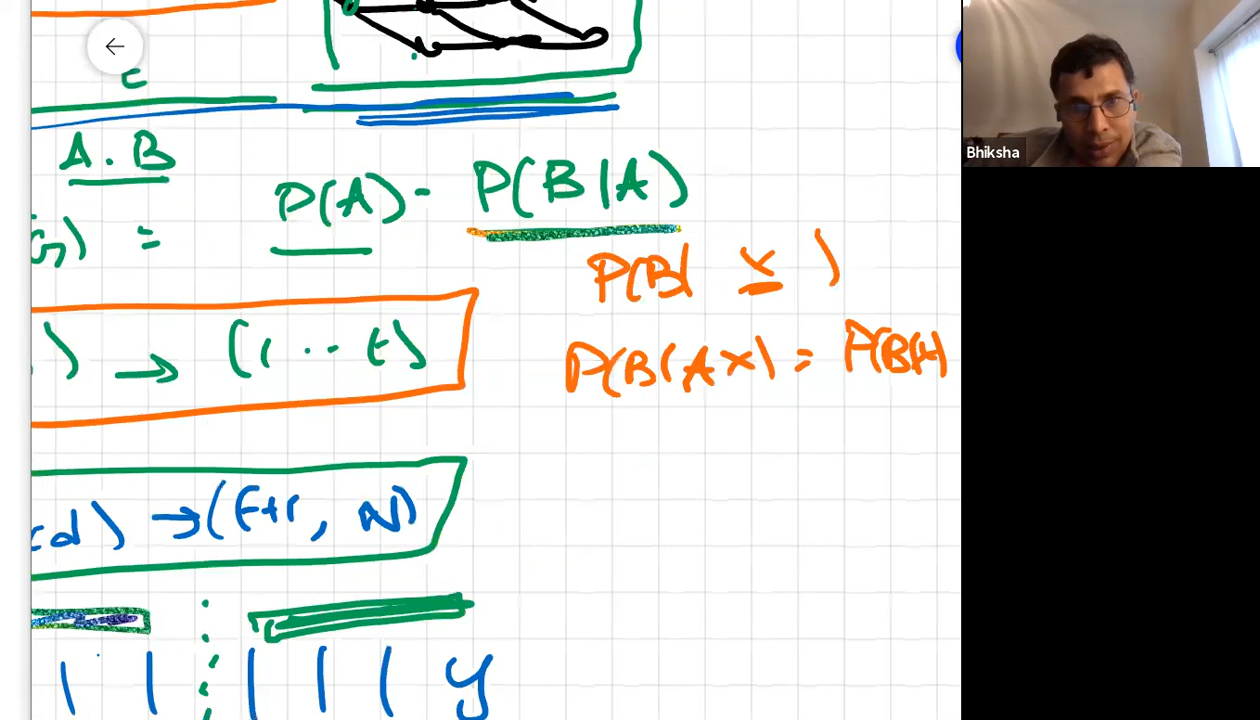 Bhiksha
t
A . B
P(A) - P(B|A)
) =
P(B| x )
P(B(Ax) = P(B|A)
) → (1 ... t)
d) → (t+1, N)
| | | | | y